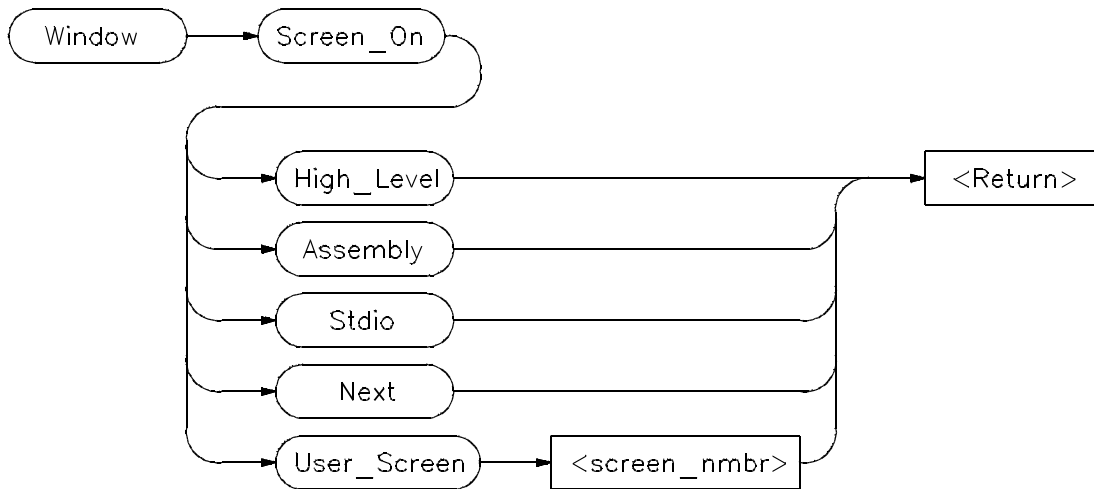 Window
Screen_On
High_Level
<Return>
Assembly
Stdio
Next
User_Screen
<screen_nmbr>